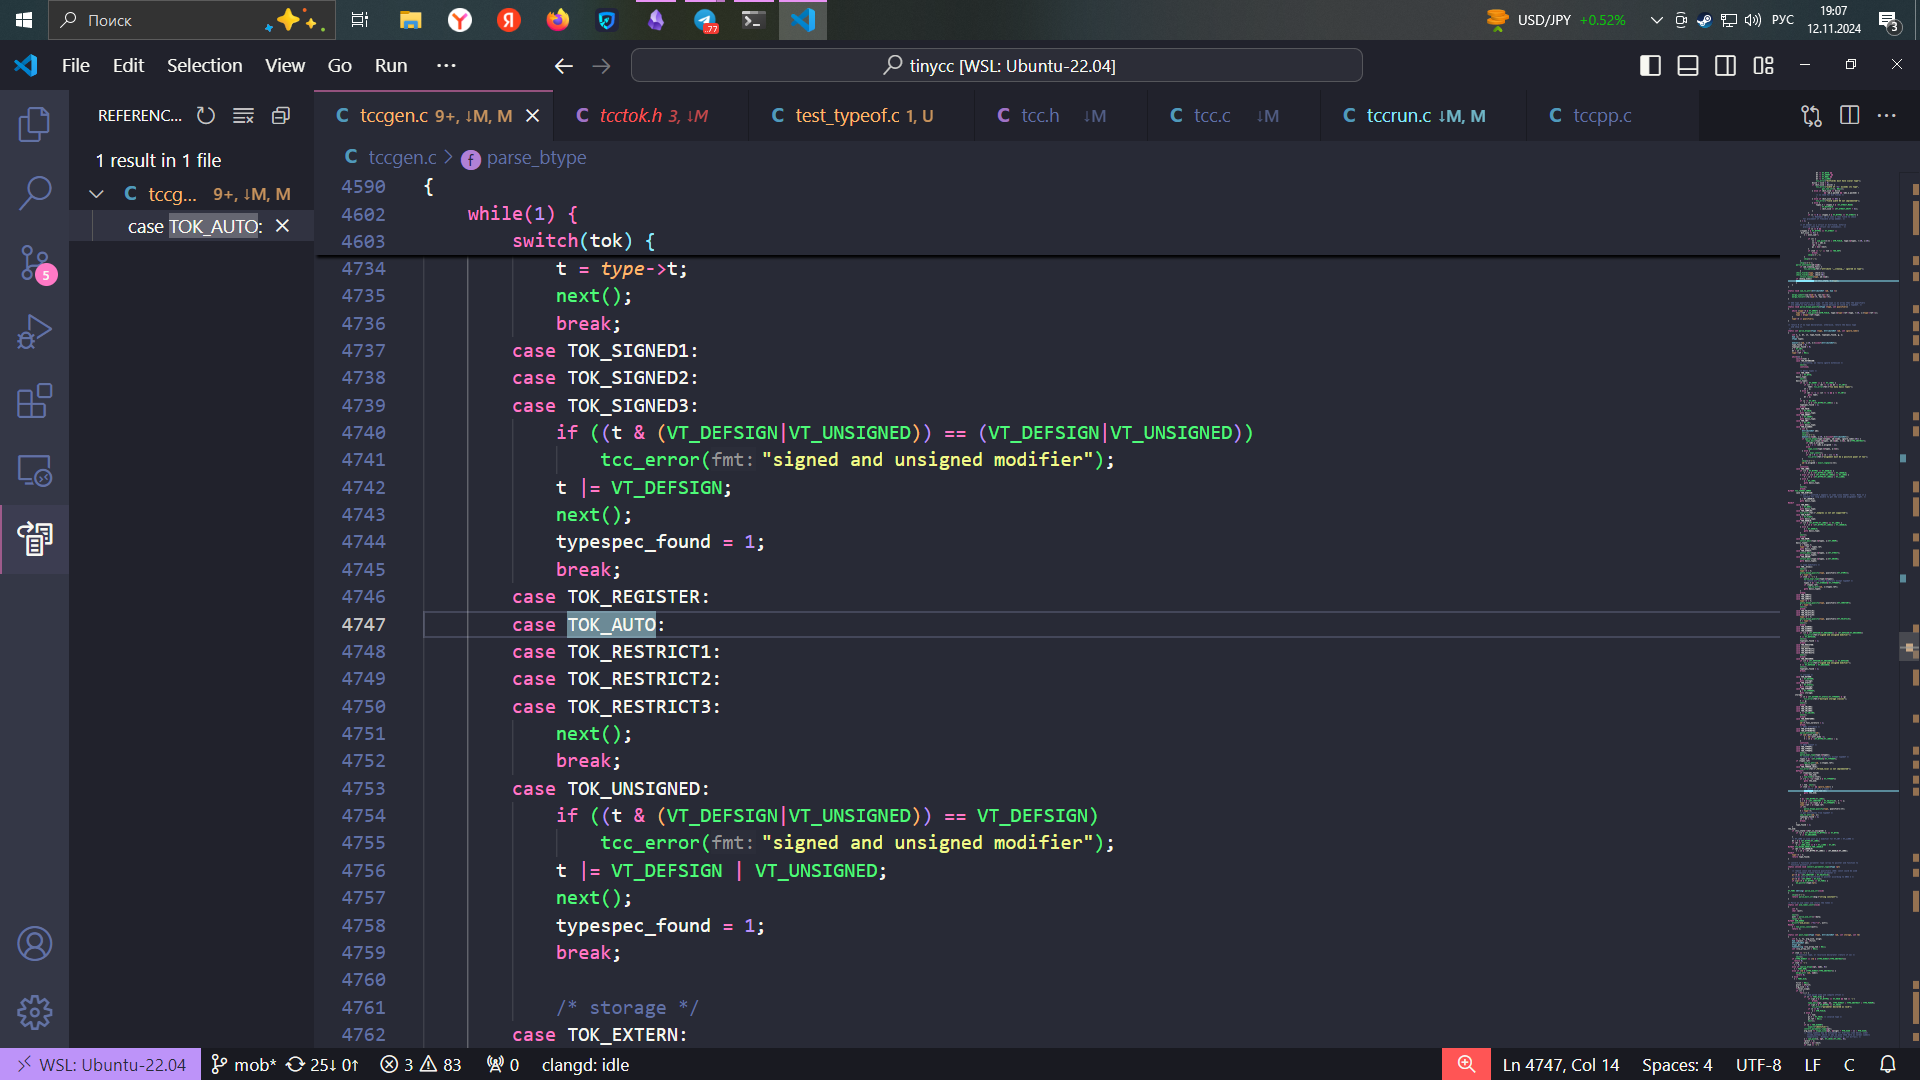 Поиск
77
USD/JPY +0.52%
РУС
19:07
12.11.2024
3
File Edit Selection View Go Run ···
tinycc [WSL: Ubuntu-22.04]
REFERENC...
1 result in 1 file
C tccg... 9+, ↓M, M
case TOK_AUTO:
5
C tccgen.c 9+, ↓M, M
C tcctok.h 3, ↓M
C test_typeof.c 1, U
C tcc.h ↓M
C tcc.c ↓M
C tccrun.c ↓M, M
C tccpp.c
C tccgen.c > f parse_btype
4590 {
4602 while(1) {
4603 switch(tok) {
4734 t = type->t;
4735 next();
4736 break;
4737 case TOK_SIGNED1:
4738 case TOK_SIGNED2:
4739 case TOK_SIGNED3:
4740 if ((t & (VT_DEFSIGN|VT_UNSIGNED)) == (VT_DEFSIGN|VT_UNSIGNED))
4741 tcc_error(fmt: "signed and unsigned modifier");
4742 t |= VT_DEFSIGN;
4743 next();
4744 typespec_found = 1;
4745 break;
4746 case TOK_REGISTER:
4747 case TOK_AUTO:
4748 case TOK_RESTRICT1:
4749 case TOK_RESTRICT2:
4750 case TOK_RESTRICT3:
4751 next();
4752 break;
4753 case TOK_UNSIGNED:
4754 if ((t & (VT_DEFSIGN|VT_UNSIGNED)) == VT_DEFSIGN)
4755 tcc_error(fmt: "signed and unsigned modifier");
4756 t |= VT_DEFSIGN | VT_UNSIGNED;
4757 next();
4758 typespec_found = 1;
4759 break;
4760
4761 /* storage */
4762 case TOK_EXTERN:
WSL: Ubuntu-22.04
mob* 25↓ 0↑
3 83
0
clangd: idle
Ln 4747, Col 14
Spaces: 4
UTF-8
LF
C